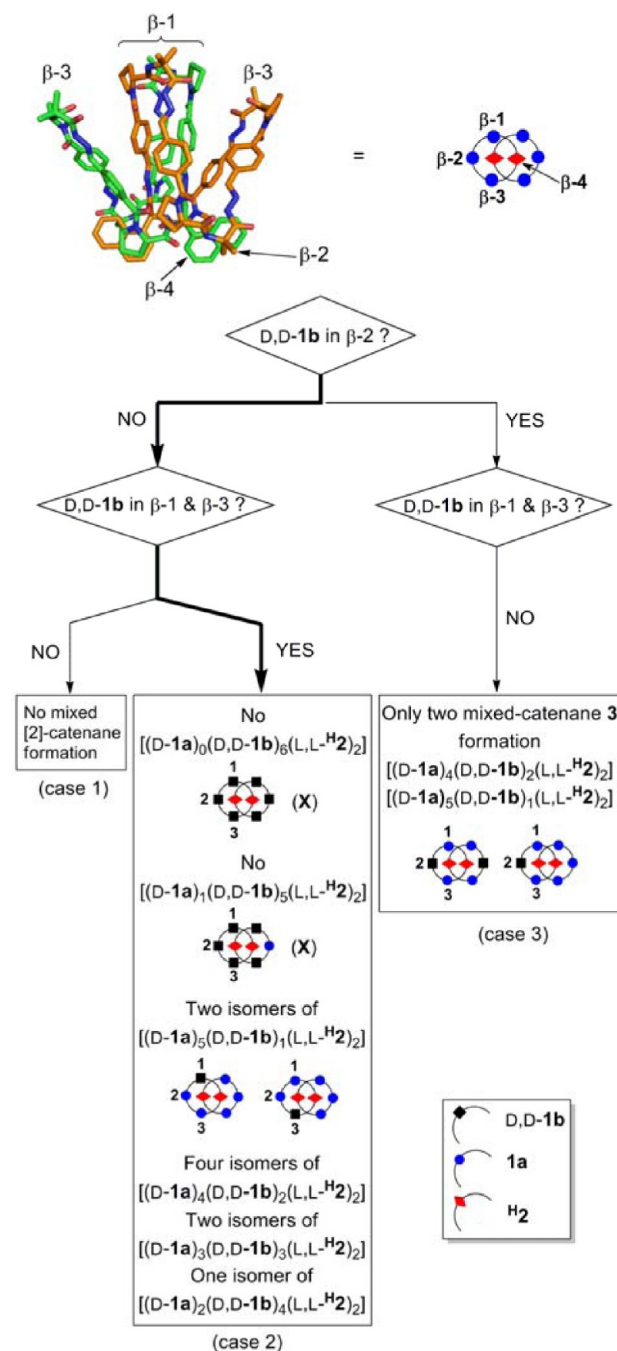 β-1
β-3
β-3
β-4
β-2
=
β-1
β-2
β-3
β-4
D,D-1b in β-2 ?
NO
YES
D,D-1b in β-1 & β-3 ?
D,D-1b in β-1 & β-3 ?
NO
YES
NO
No mixed
[2]-catenane
formation
(case 1)
No
[(D-1a)0(D,D-1b)6(L,L-H2)2]
1
2
(X)
3
No
[(D-1a)1(D,D-1b)5(L,L-H2)2]
1
2
(X)
3
Two isomers of
[(D-1a)5(D,D-1b)1(L,L-H2)2]
1 1
2 2
3 3
Four isomers of
[(D-1a)4(D,D-1b)2(L,L-H2)2]
Two isomers of
[(D-1a)3(D,D-1b)3(L,L-H2)2]
One isomer of
[(D-1a)2(D,D-1b)4(L,L-H2)2]
(case 2)
Only two mixed-catenane 3
formation
[(D-1a)4(D,D-1b)2(L,L-H2)2]
[(D-1a)5(D,D-1b)1(L,L-H2)2]
1 1
2 2
3 3
(case 3)
D,D-1b
1a
H2